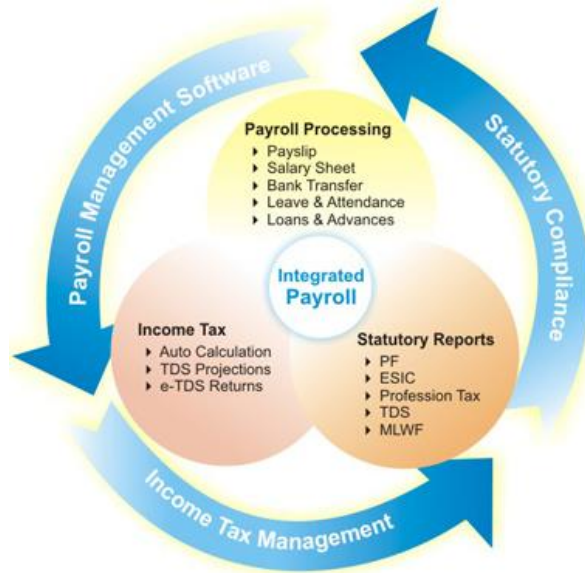 Payroll Management Software
Statutory Compliance
Payroll Processing
Payslip
Salary Sheet
Bank Transfer
Leave & Attendance
Loans & Advances
Integrated
Payroll
Income Tax
Auto Calculation
TDS Projections
e-TDS Returns
Statutory Reports
PF
ESIC
Profession Tax
TDS
MLWF
Income Tax Management